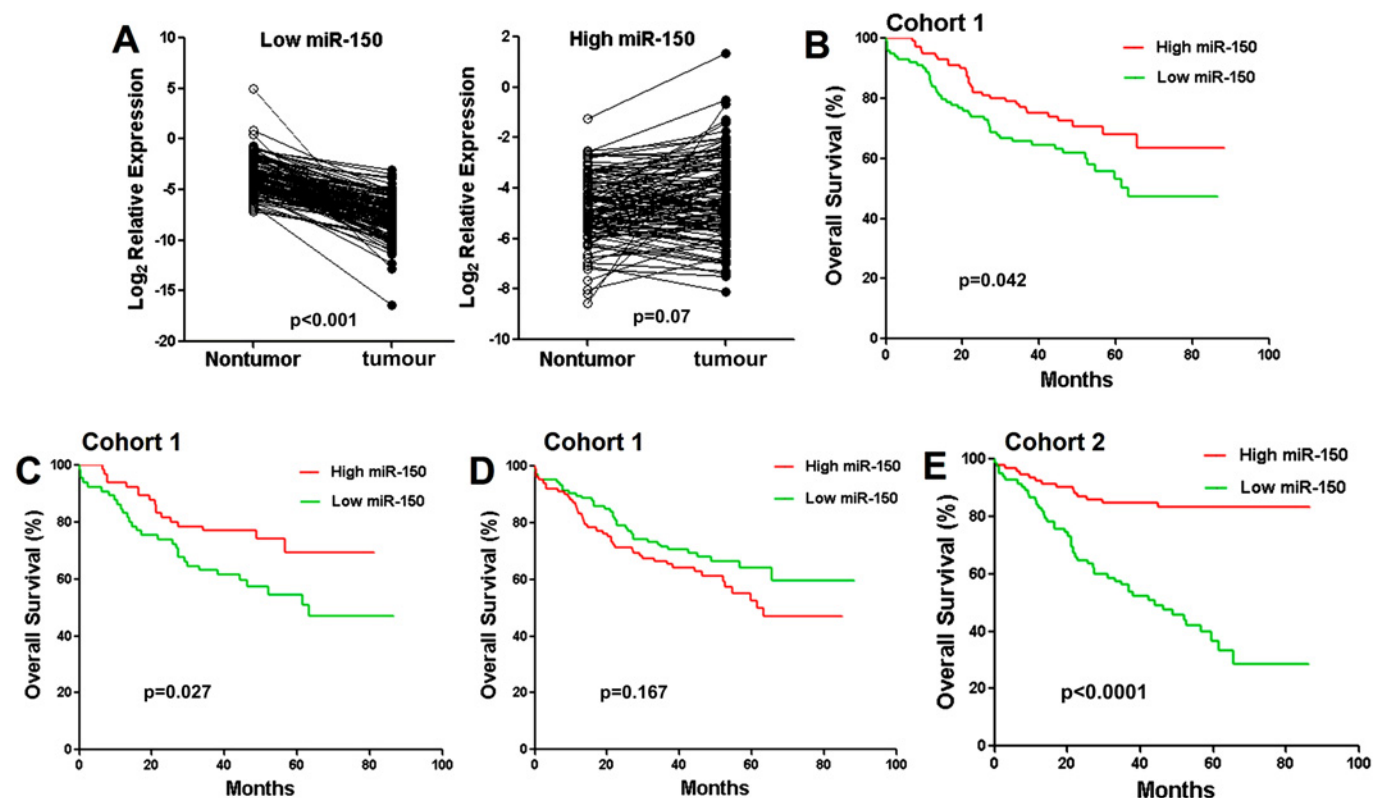 A
Low miR-150
Log2 Relative Expression
10
5
0
-5
-10
-15
-20
p<0.001
Nontumor
tumour
High miR-150
Log2 Relative Expression
2
0
-2
-4
-6
-8
-10
p=0.07
Nontumor
tumour
B
Cohort 1
High miR-150
Low miR-150
Overall Survival (%)
100
80
60
40
20
0
p=0.042
0 20 40 60 80 100
Months
C
Cohort 1
High miR-150
Low miR-150
Overall Survival (%)
100
80
60
40
20
0
p=0.027
0 20 40 60 80 100
Months
D
Cohort 1
High miR-150
Low miR-150
Overall Survival (%)
100
80
60
40
20
0
p=0.167
0 20 40 60 80 100
Months
E
Cohort 2
High miR-150
Low miR-150
Overall Survival (%)
100
80
60
40
20
0
p<0.0001
0 20 40 60 80 100
Months